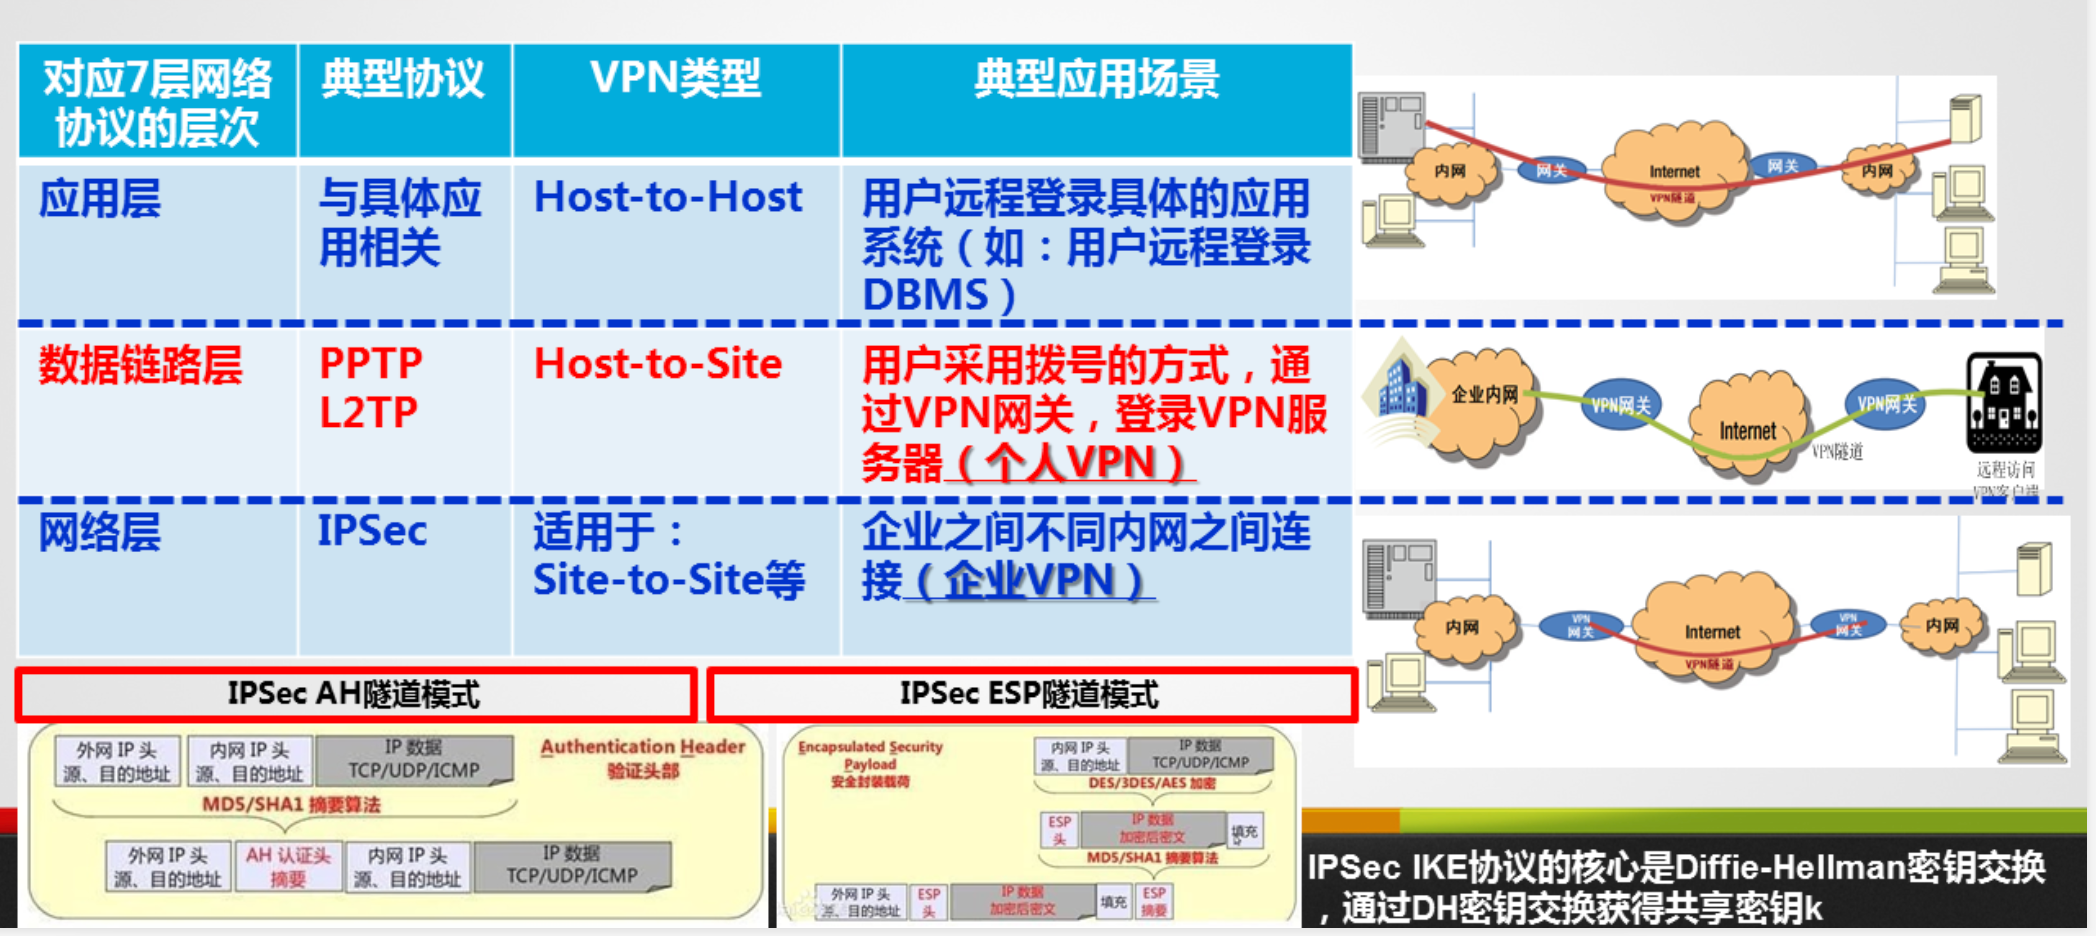 对应7层网络
协议的层次
典型协议
VPN类型
典型应用场景
应用层
与具体应
用相关
Host-to-Host
用户远程登录具体的应用
系统（如：用户远程登录
DBMS）
数据链路层
PPTP
L2TP
Host-to-Site
用户采用拨号的方式，通
过VPN网关，登录VPN服
务器（个人VPN）
网络层
IPSec
适用于：
Site-to-Site等
企业之间不同内网之间连
接（企业VPN）
内网
网关
Internet
VPN隧道
网关
内网
企业内网
VPN网关
Internet
VPN隧道
VPN网关
远程访问
VPN客户端
内网
VPN
网关
Internet
VPN隧道
VPN
网关
内网
IPSec AH隧道模式
外网 IP 头
源、目的地址
内网 IP 头
源、目的地址
IP 数据
TCP/UDP/ICMP
Authentication Header
验证头部
MD5/SHA1 摘要算法
外网 IP 头
源、目的地址
AH 认证头
摘要
内网 IP 头
源、目的地址
IP 数据
TCP/UDP/ICMP
IPSec ESP隧道模式
Encapsulated Security
Payload
安全封装载荷
内网 IP 头
源、目的地址
IP 数据
TCP/UDP/ICMP
DES/3DES/AES 加密
ESP
头
IP 数据
加密后密文
填充
MD5/SHA1 摘要算法
外网 IP 头
源、目的地址
ESP
头
IP 数据
加密后密文
填充
ESP
摘要
IPSec IKE协议的核心是Diffie-Hellman密钥交换
，通过DH密钥交换获得共享密钥k